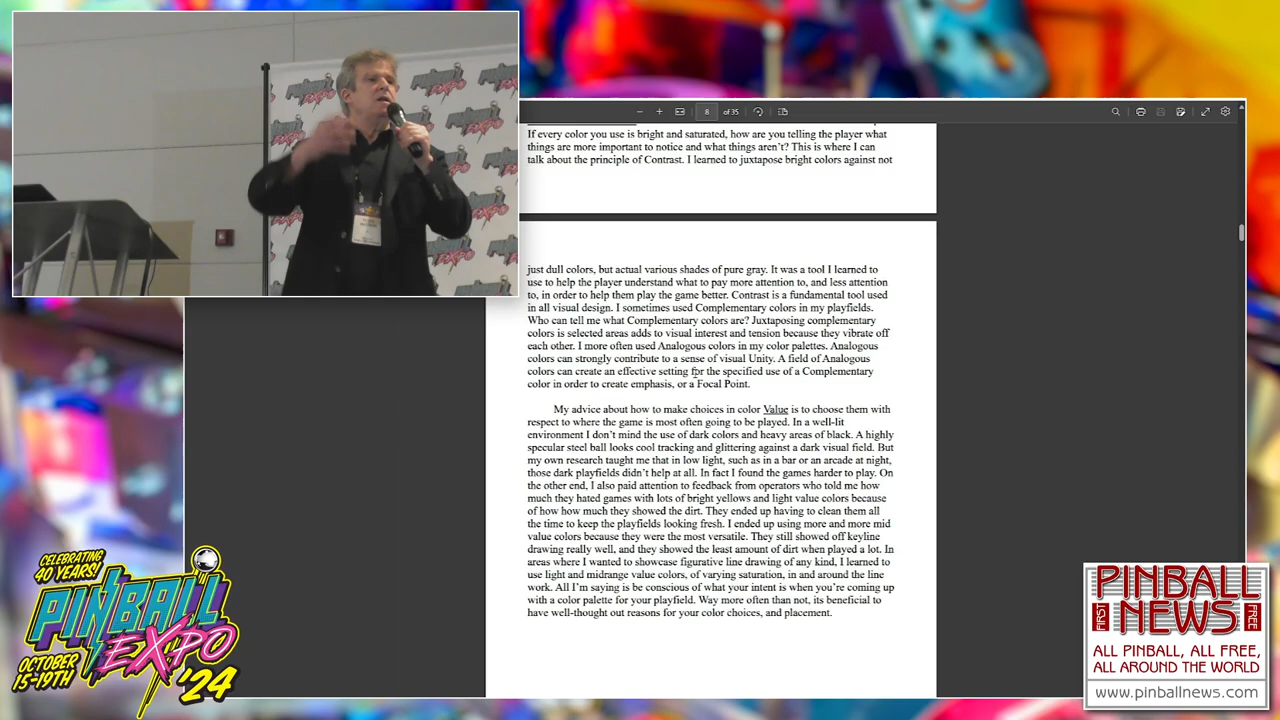 PINBALL EXPO
PINBALL EXPO
EXPO
PINBALL EXPO
8 of 35
If every color you use is bright and saturated, how are you telling the player what
things are more important to notice and what things aren't? This is where I can
talk about the principle of Contrast. I learned to juxtapose bright colors against not
just dull colors, but actual various shades of pure gray. It was a tool I learned to
use to help the player understand what to pay more attention to, and less attention
to, in order to help them play the game better. Contrast is a fundamental tool used
in all visual design. I sometimes used Complementary colors in my playfields.
Who can tell me what Complementary colors are? Juxtaposing complementary
colors is selected areas adds to visual interest and tension because they vibrate off
each other. I more often used Analogous colors in my color palettes. Analogous
colors can strongly contribute to a sense of visual Unity. A field of Analogous
colors can create an effective setting for the specified use of a Complementary
color in order to create emphasis, or a Focal Point.
My advice about how to make choices in color Value is to choose them with
respect to where the game is most often going to be played. In a well-lit
environment I don't mind the use of dark colors and heavy areas of black. A highly
specular steel ball looks cool tracking and glittering against a dark visual field. But
my own research taught me that in low light, such as in a bar or an arcade at night,
those dark playfields didn't help at all. In fact I found the games harder to play. On
the other end, I also paid attention to feedback from operators who told me how
much they hated games with lots of bright yellows and light value colors because
of how how much they showed the dirt. They ended up having to clean them all
the time to keep the playfields looking fresh. I ended up using more and more mid
value colors because they were the most versatile. They still showed off keyline
drawing really well, and they showed the least amount of dirt when played a lot. In
areas where I wanted to showcase figurative line drawing of any kind, I learned to
use light and midrange value colors, of varying saturation, in and around the line
work. All I'm saying is be conscious of what your intent is when you're coming up
with a color palette for your playfield. Way more often than not, its beneficial to
have well-thought out reasons for your color choices, and placement.
CELEBRATING
40 YEARS!
PINBALL
EXPO
OCTOBER
15-19TH
'24
PINBALL
FIRST NEWS FREE
ALL PINBALL, ALL FREE,
ALL AROUND THE WORLD
www.pinballnews.com